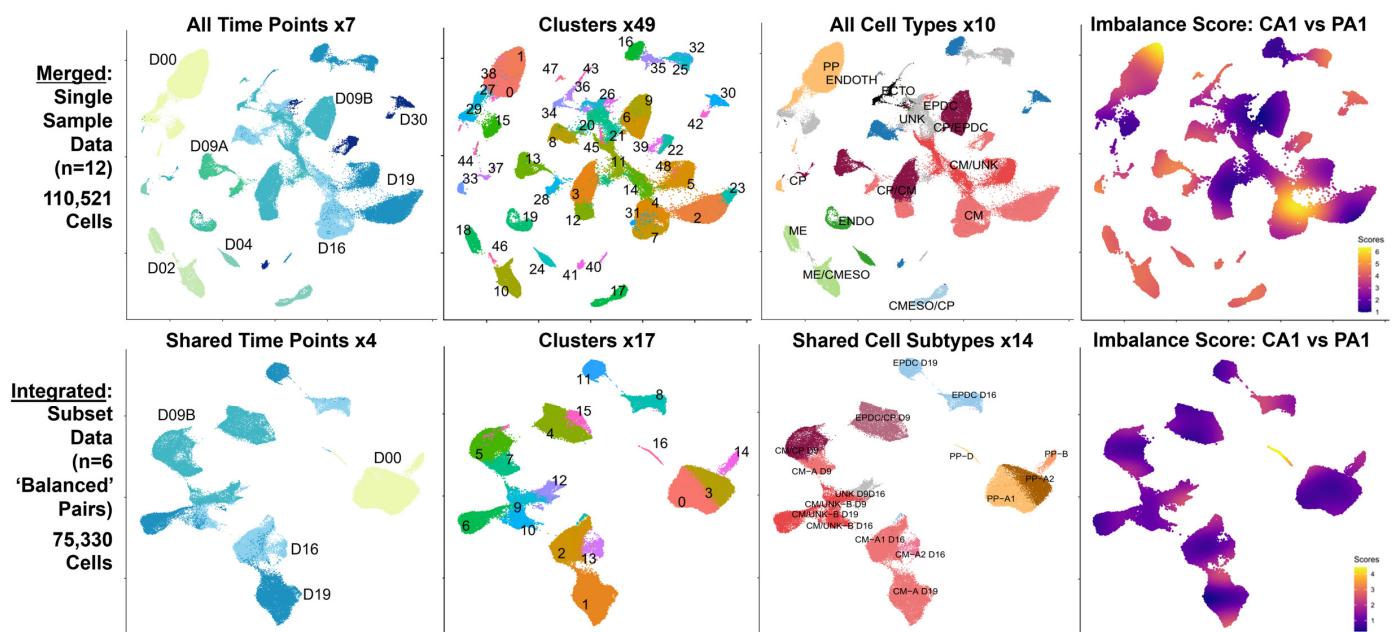 All Time Points x7
Clusters x49
All Cell Types x10
Imbalance Score: CA1 vs PA1
Merged:
Single
Sample
Data
(n=12)
110,521
Cells
D00
D09B
D30
D09A
D19
D04
D16
D02
16
32
1
35
25
38
47
43
0
36
27
26
9
30
29
34
15
20
6
42
21
8
45
39
22
44
13
11
48
37
33
28
3
14
5
23
4
19
12
31
2
18
7
46
24
41
40
10
17
PP
ENDOTH
ECTO
EPDC
UNK
CP/EPDC
CM/UNK
CP
CP/CM
ENDO
CM
ME
ME/CMESO
CMESO/CP
Scores
6
5
4
3
2
1
Shared Time Points x4
Clusters x17
Shared Cell Subtypes x14
Imbalance Score: CA1 vs PA1
Integrated:
Subset
Data
(n=6
‘Balanced’
Pairs)
75,330
Cells
D09B
D00
D16
D19
11
8
15
4
16
14
5
7
12
0
3
9
6
10
2
13
1
EPDC D19
EPDC D16
EPDC/CP D9
CM/CP D9
PP-D
PP-B
CM-A D9
PP-A2
UNK D9D16
PP-A1
CM/UNK-B D9
CM/UNK-B D19
CM/UNK-B D16
CM-A1 D16
CM-A2 D16
CM-A D19
Scores
4
3
2
1